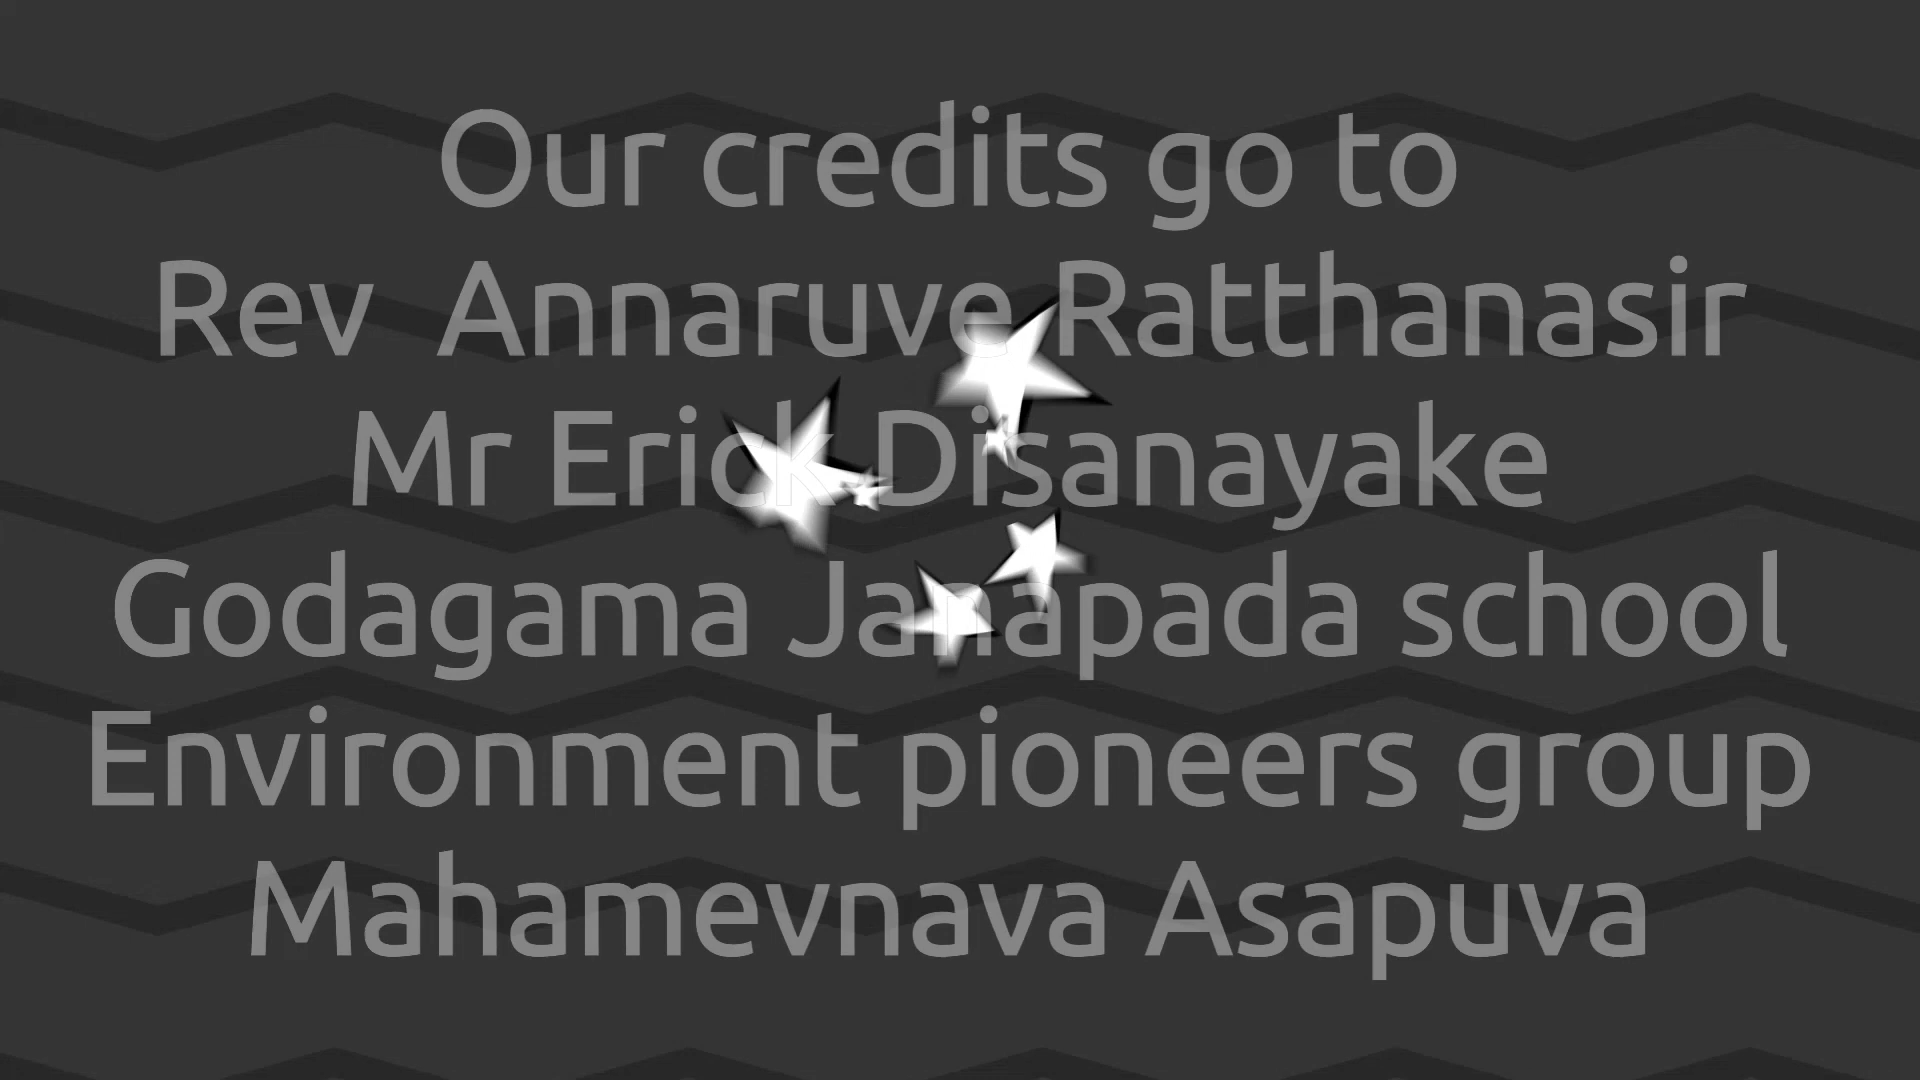 Our credits go to
Rev  Annaruve Ratthanasir
Mr Erick Disanayake
Godagama Janapada school
Environment pioneers group
Mahamevnava Asapuva